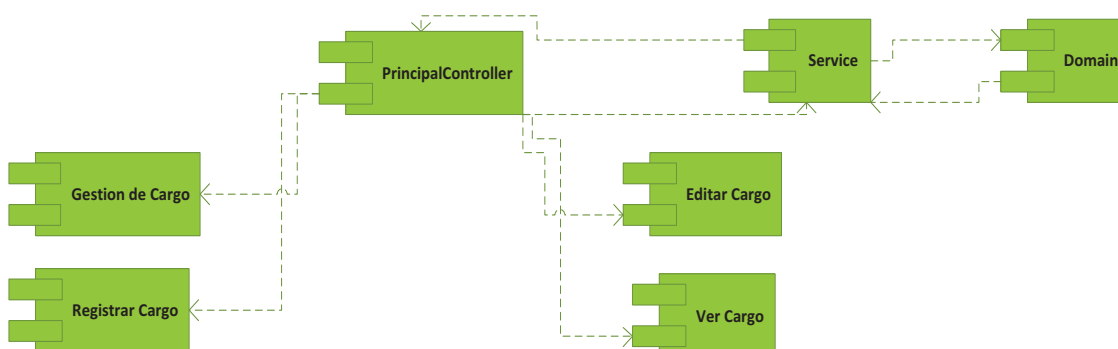 PrincipalController
Service
Domain
Gestion de Cargo
Editar Cargo
Registrar Cargo
Ver Cargo